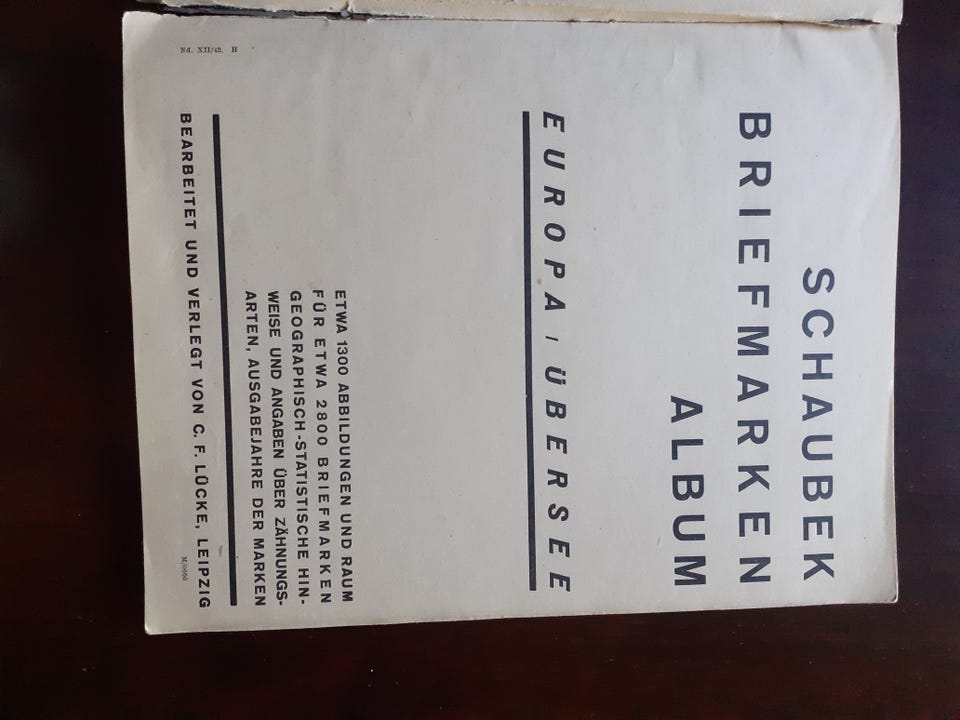 SCHAUBEK
BRIEFMARKEN
ALBUM
EUROPA / ÜBERSEE
ETWA 1300 ABBILDUNGEN UND RAUM
FÜR ETWA 2800 BRIEFMARKEN
GEOGRAPHISCH-STATISTISCHE HIN-
WEISE UND ANGABEN ÜBER ZÄHNUNGS-
ARTEN, AUSGABEJAHRE DER MARKEN
BEARBEITET UND VERLEGT VON C. F. LÜCKE, LEIPZIG
Nd. XII/42. H